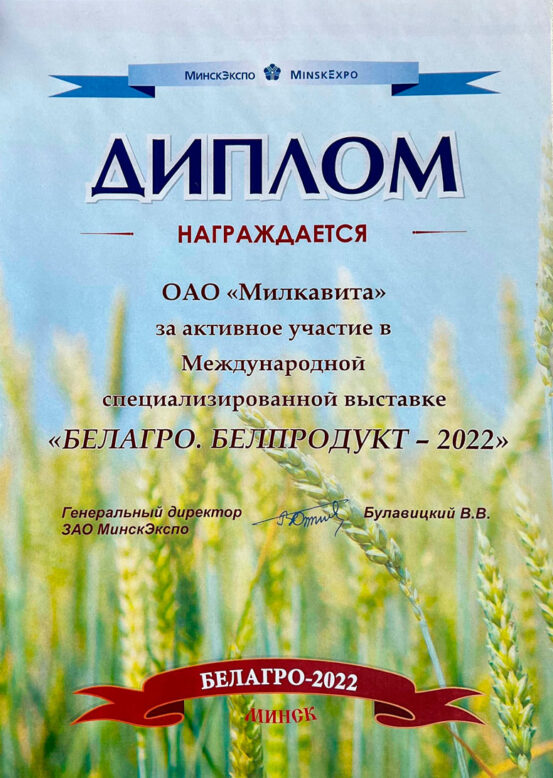 МинскЭкспо MinskExpo
ДИПЛОМ
НАГРАЖДАЕТСЯ
ОАО «Милкавита»
за активное участие в
Международной
специализированной выставке
«БЕЛАГРО. БЕЛПРОДУКТ – 2022»
Генеральный директор Булавицкий В.В.
ЗАО МинскЭкспо
БЕЛАГРО-2022
МИНСК